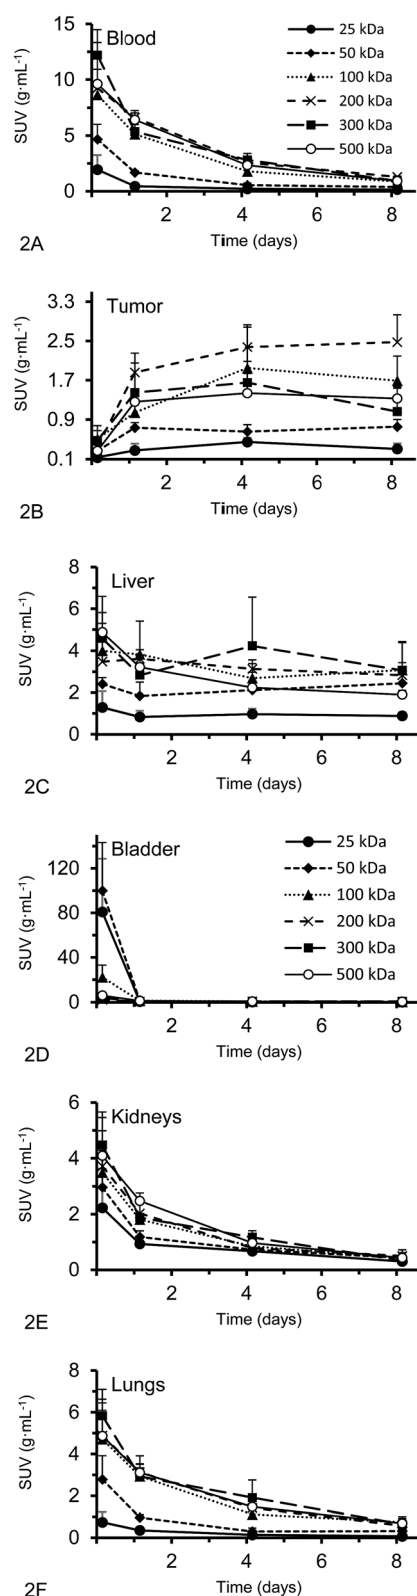 Blood
25 kDa
50 kDa
100 kDa
200 kDa
300 kDa
500 kDa
SUV (g·mL⁻¹)
15
10
5
0
2 4 6 8
Time (days)
2A
Tumor
SUV (g·mL⁻¹)
3.3
2.5
1.7
0.9
0.1
0 2 4 6 8
Time (days)
2B
Liver
SUV (g·mL⁻¹)
8
6
4
2
0
2 4 6 8
Time (days)
2C
Bladder
25 kDa
50 kDa
100 kDa
200 kDa
300 kDa
500 kDa
SUV (g·mL⁻¹)
120
80
40
0
2 4 6 8
Time (days)
2D
Kidneys
SUV (g·mL⁻¹)
6
4
2
0
2 4 6 8
Time (days)
2E
Lungs
SUV (g·mL⁻¹)
8
6
4
2
0
2 4 6 8
Time (days)
2F